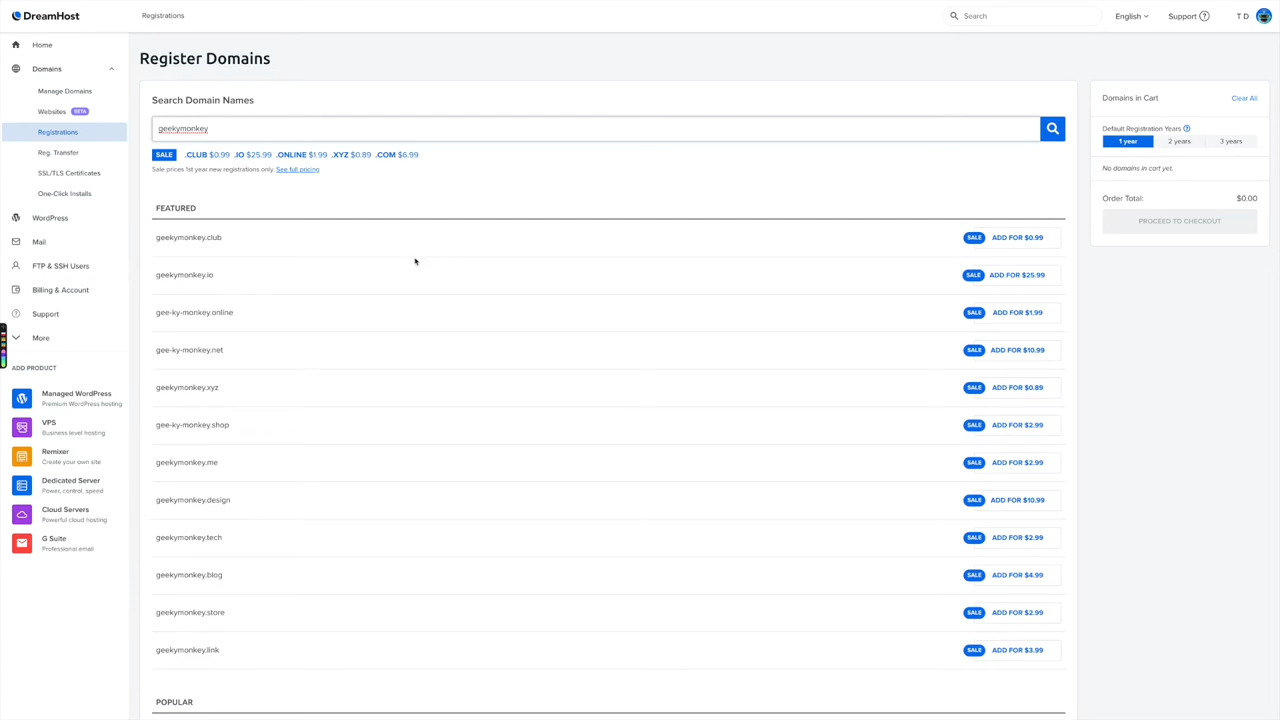 DreamHost
Registrations
Search
English
Support
T D
Home
Domains
Manage Domains
Websites BETA
Registrations
Reg. Transfer
SSL/TLS Certificates
One-Click Installs
WordPress
Mail
FTP & SSH Users
Billing & Account
Support
More
ADD PRODUCT
Managed WordPress
Premium WordPress hosting
VPS
Business level hosting
Remixer
Create your own site
Dedicated Server
Power, control, speed
Cloud Servers
Powerful cloud hosting
G Suite
Professional email
Register Domains
Search Domain Names
geekymonkey
SALE .CLUB $0.99 .IO $25.99 .ONLINE $1.99 .XYZ $0.89 .COM $6.99
Sale prices 1st year new registrations only. See full pricing
FEATURED
geekymonkey.club SALE ADD FOR $0.99
geekymonkey.io SALE ADD FOR $25.99
gee-ky-monkey.online SALE ADD FOR $1.99
gee-ky-monkey.net SALE ADD FOR $10.99
geekymonkey.xyz SALE ADD FOR $0.89
gee-ky-monkey.shop SALE ADD FOR $2.99
geekymonkey.me SALE ADD FOR $2.99
geekymonkey.design SALE ADD FOR $10.99
geekymonkey.tech SALE ADD FOR $2.99
geekymonkey.blog SALE ADD FOR $4.99
geekymonkey.store SALE ADD FOR $2.99
geekymonkey.link SALE ADD FOR $3.99
POPULAR
Domains in Cart Clear All
Default Registration Years
1 year 2 years 3 years
No domains in cart yet.
Order Total: $0.00
PROCEED TO CHECKOUT